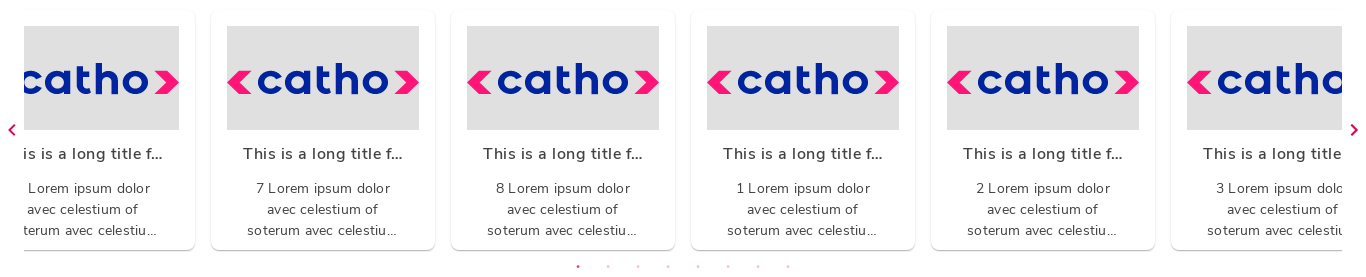 catho
is is a long title f...
Lorem ipsum dolor
avec celestium of
terum avec celestiu...
catho
This is a long title f...
7 Lorem ipsum dolor
avec celestium of
soterum avec celestiu...
catho
This is a long title f...
8 Lorem ipsum dolor
avec celestium of
soterum avec celestiu...
catho
This is a long title f...
1 Lorem ipsum dolor
avec celestium of
soterum avec celestiu...
catho
This is a long title f...
2 Lorem ipsum dolor
avec celestium of
soterum avec celestiu...
catho
This is a long title
3 Lorem ipsum dolo
avec celestium of
soterum avec celestiu